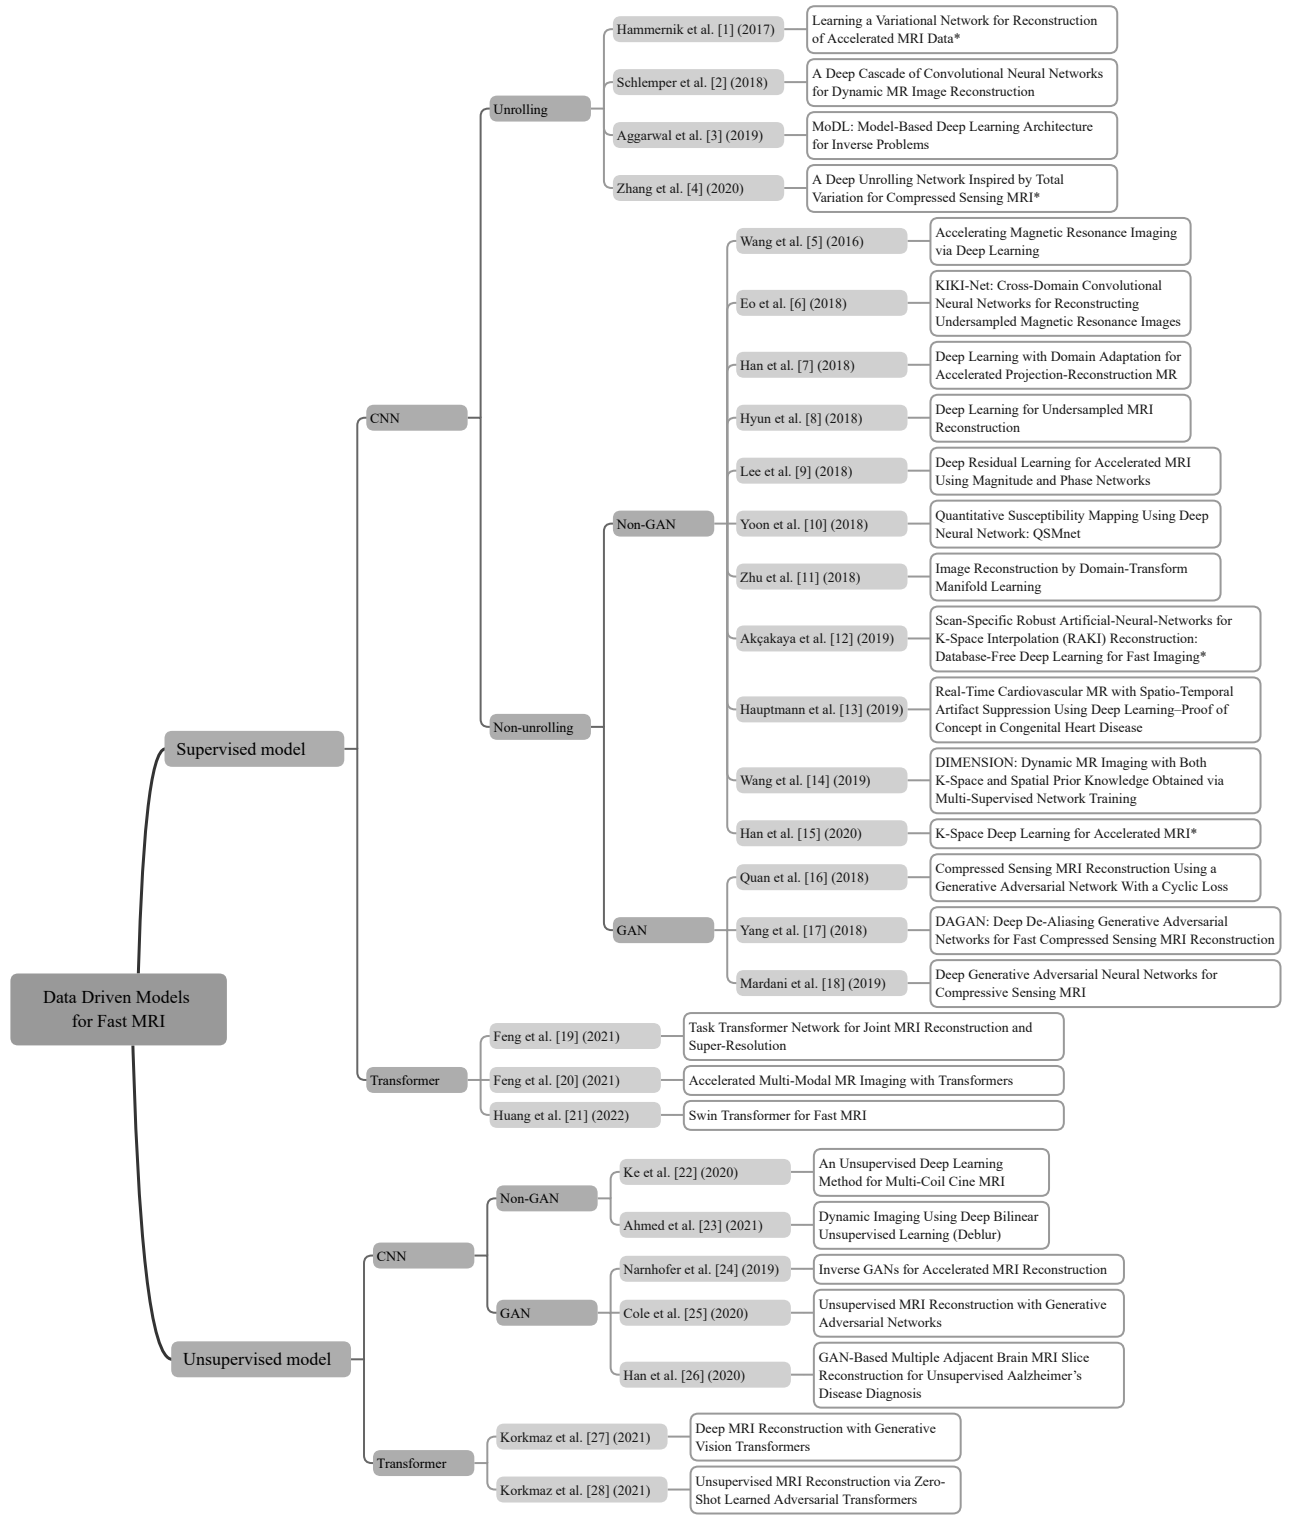 Data Driven Models
for Fast MRI
Supervised model
CNN
Unrolling
Hammernik et al. [1] (2017)
Learning a Variational Network for Reconstruction
of Accelerated MRI Data*
Schlemper et al. [2] (2018)
A Deep Cascade of Convolutional Neural Networks
for Dynamic MR Image Reconstruction
Aggarwal et al. [3] (2019)
MoDL: Model-Based Deep Learning Architecture
for Inverse Problems
Zhang et al. [4] (2020)
A Deep Unrolling Network Inspired by Total
Variation for Compressed Sensing MRI*
Non-unrolling
Non-GAN
Wang et al. [5] (2016)
Accelerating Magnetic Resonance Imaging
via Deep Learning
Eo et al. [6] (2018)
KIKI-Net: Cross-Domain Convolutional
Neural Networks for Reconstructing
Undersampled Magnetic Resonance Images
Han et al. [7] (2018)
Deep Learning with Domain Adaptation for
Accelerated Projection-Reconstruction MR
Hyun et al. [8] (2018)
Deep Learning for Undersampled MRI
Reconstruction
Lee et al. [9] (2018)
Deep Residual Learning for Accelerated MRI
Using Magnitude and Phase Networks
Yoon et al. [10] (2018)
Quantitative Susceptibility Mapping Using Deep
Neural Network: QSMnet
Zhu et al. [11] (2018)
Image Reconstruction by Domain-Transform
Manifold Learning
Akçakaya et al. [12] (2019)
Scan-Specific Robust Artificial-Neural-Networks for
K-Space Interpolation (RAKI) Reconstruction:
Database-Free Deep Learning for Fast Imaging*
Hauptmann et al. [13] (2019)
Real-Time Cardiovascular MR with Spatio-Temporal
Artifact Suppression Using Deep Learning–Proof of
Concept in Congenital Heart Disease
Wang et al. [14] (2019)
DIMENSION: Dynamic MR Imaging with Both
K-Space and Spatial Prior Knowledge Obtained via
Multi-Supervised Network Training
Han et al. [15] (2020)
K-Space Deep Learning for Accelerated MRI*
GAN
Quan et al. [16] (2018)
Compressed Sensing MRI Reconstruction Using a
Generative Adversarial Network With a Cyclic Loss
Yang et al. [17] (2018)
DAGAN: Deep De-Aliasing Generative Adversarial
Networks for Fast Compressed Sensing MRI Reconstruction
Mardani et al. [18] (2019)
Deep Generative Adversarial Neural Networks for
Compressive Sensing MRI
Transformer
Feng et al. [19] (2021)
Task Transformer Network for Joint MRI Reconstruction and
Super-Resolution
Feng et al. [20] (2021)
Accelerated Multi-Modal MR Imaging with Transformers
Huang et al. [21] (2022)
Swin Transformer for Fast MRI
Unsupervised model
CNN
Non-GAN
Ke et al. [22] (2020)
An Unsupervised Deep Learning
Method for Multi-Coil Cine MRI
Ahmed et al. [23] (2021)
Dynamic Imaging Using Deep Bilinear
Unsupervised Learning (Deblur)
GAN
Narnhofer et al. [24] (2019)
Inverse GANs for Accelerated MRI Reconstruction
Cole et al. [25] (2020)
Unsupervised MRI Reconstruction with Generative
Adversarial Networks
Han et al. [26] (2020)
GAN-Based Multiple Adjacent Brain MRI Slice
Reconstruction for Unsupervised Aalzheimer's
Disease Diagnosis
Transformer
Korkmaz et al. [27] (2021)
Deep MRI Reconstruction with Generative
Vision Transformers
Korkmaz et al. [28] (2021)
Unsupervised MRI Reconstruction via Zero-
Shot Learned Adversarial Transformers